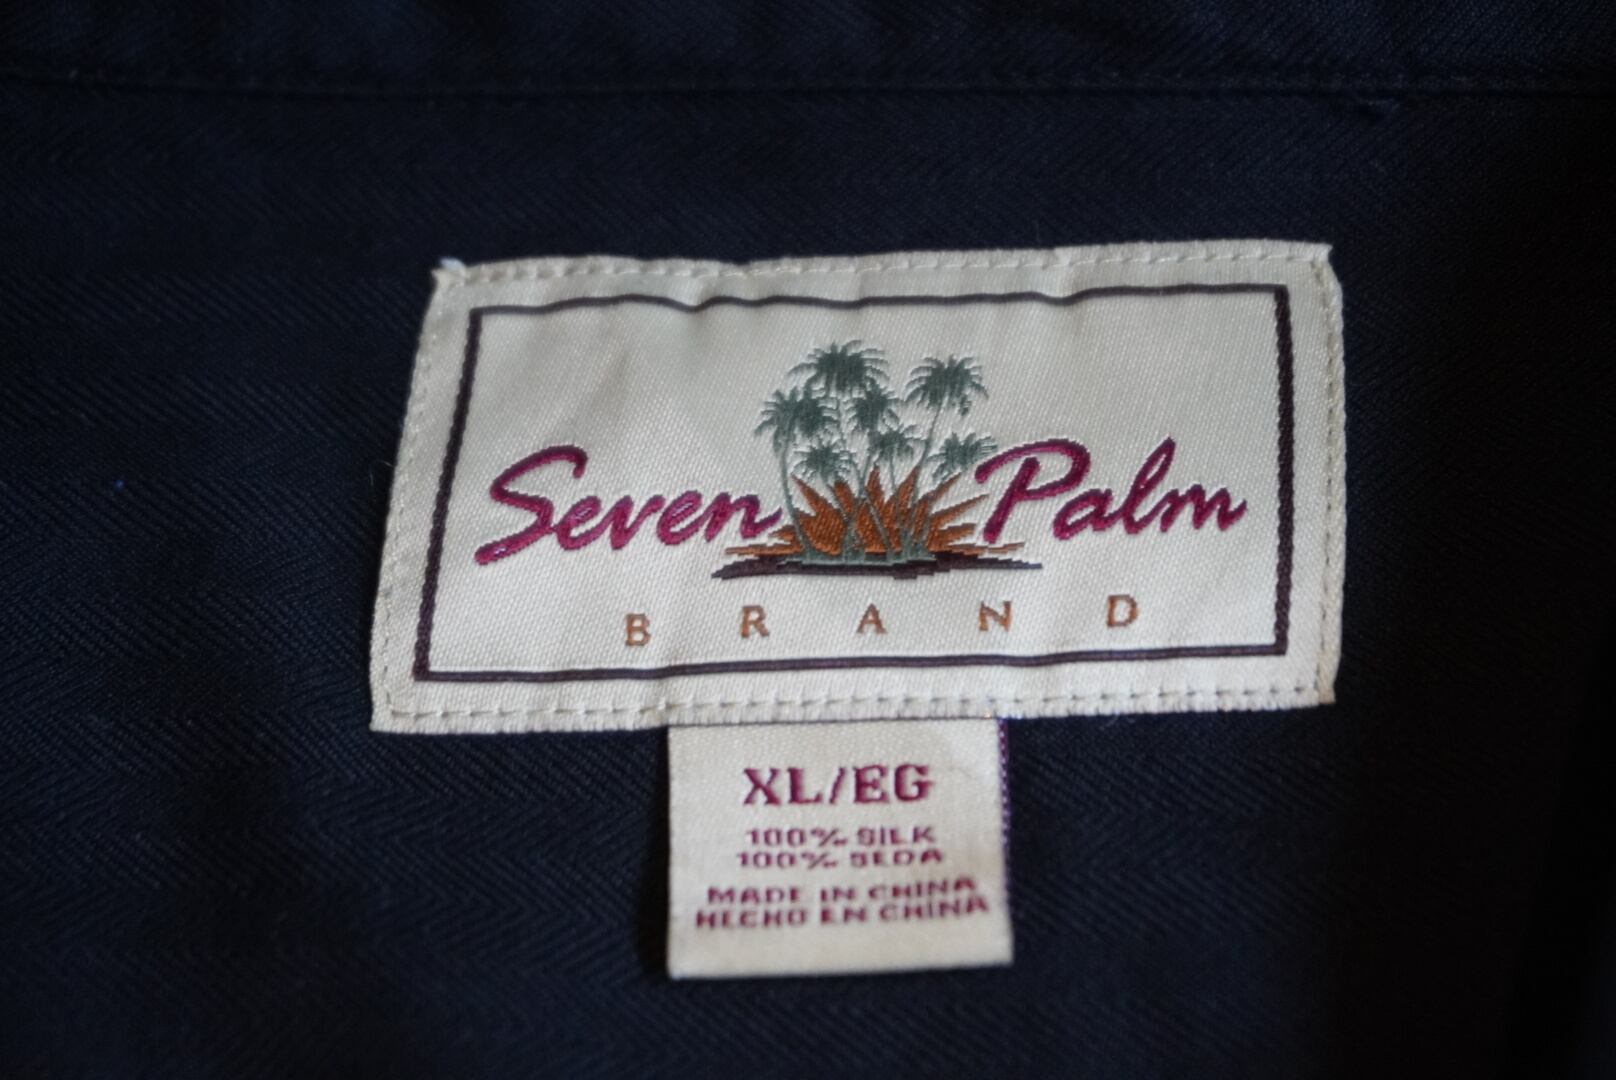 Seven Palm
BRAND
XL/EG
100% SILK
100% SEDA
MADE IN CHINA
HECHO EN CHINA